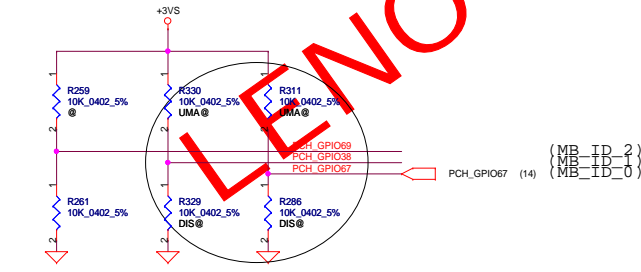 +3VS
1
1
1
R259
10K_0402_5%
@
R330
10K_0402_5%
UMA@
R311
10K_0402_5%
UMA@
2
2
2
LENO
PCH_GPIO69
(MB_ID_2)
PCH_GPIO38
(MB_ID_1)
PCH_GPIO67
PCH_GPIO67 (14)
(MB_ID_0)
1
1
1
R261
10K_0402_5%
R329
10K_0402_5%
DIS@
R286
10K_0402_5%
DIS@
2
2
2